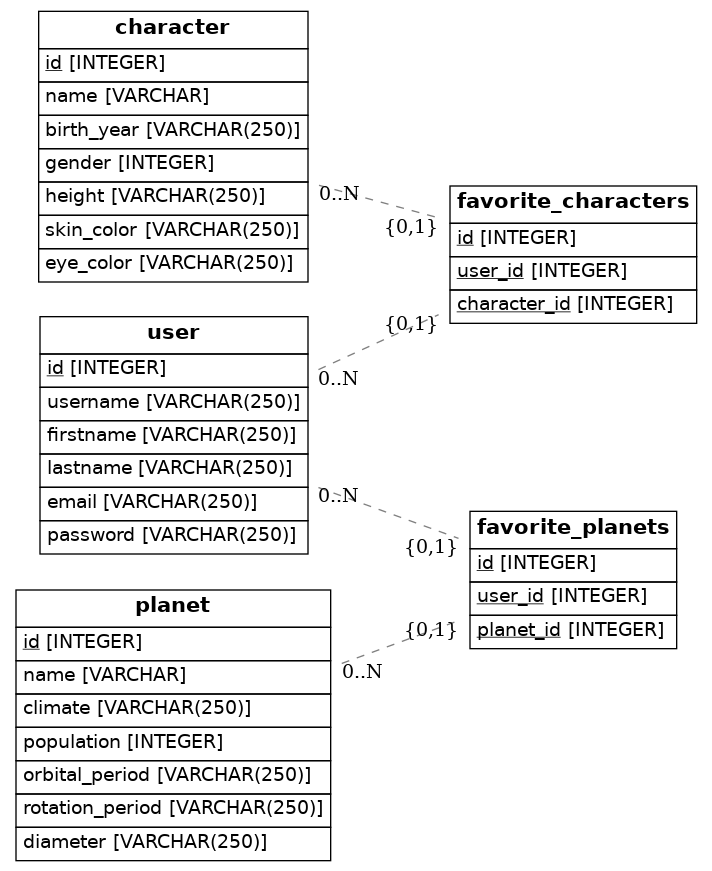 character
id [INTEGER]
name [VARCHAR]
birth_year [VARCHAR(250)]
gender [INTEGER]
height [VARCHAR(250)]
skin_color [VARCHAR(250)]
eye_color [VARCHAR(250)]
0..N
{0,1}
favorite_characters
id [INTEGER]
user_id [INTEGER]
character_id [INTEGER]
{0,1}
0..N
user
id [INTEGER]
username [VARCHAR(250)]
firstname [VARCHAR(250)]
lastname [VARCHAR(250)]
email [VARCHAR(250)]
password [VARCHAR(250)]
0..N
{0,1}
favorite_planets
id [INTEGER]
user_id [INTEGER]
planet_id [INTEGER]
{0,1}
0..N
planet
id [INTEGER]
name [VARCHAR]
climate [VARCHAR(250)]
population [INTEGER]
orbital_period [VARCHAR(250)]
rotation_period [VARCHAR(250)]
diameter [VARCHAR(250)]